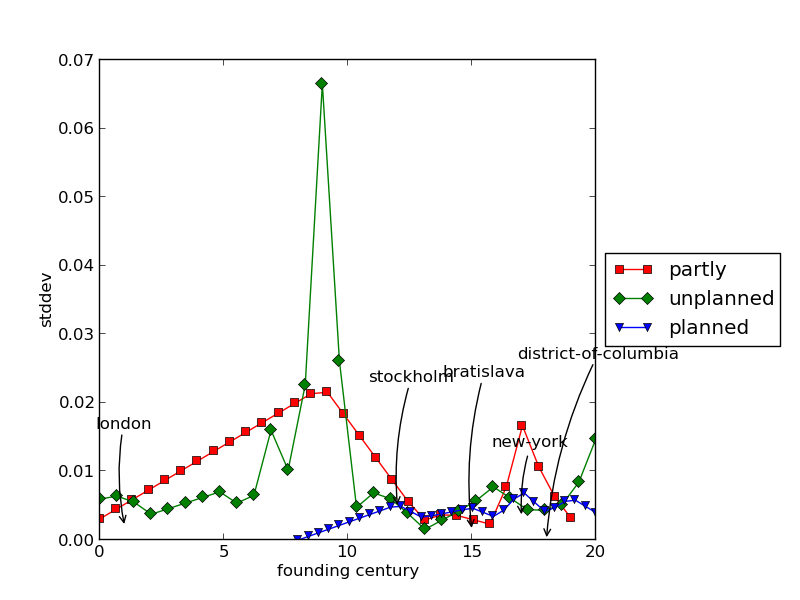 0.07
0.06
0.05
0.04
0.03
0.02
0.01
0.00
stddev
0
5
10
15
20
founding century
london
stockholm
bratislava
new-york
district-of-columbia
partly
unplanned
planned